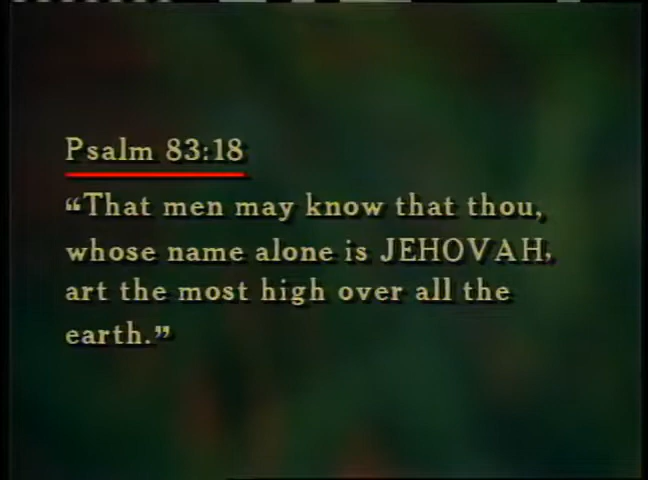 Psalm 83:18
“That men may know that thou,
whose name alone is JEHOVAH,
art the most high over all the
earth.”